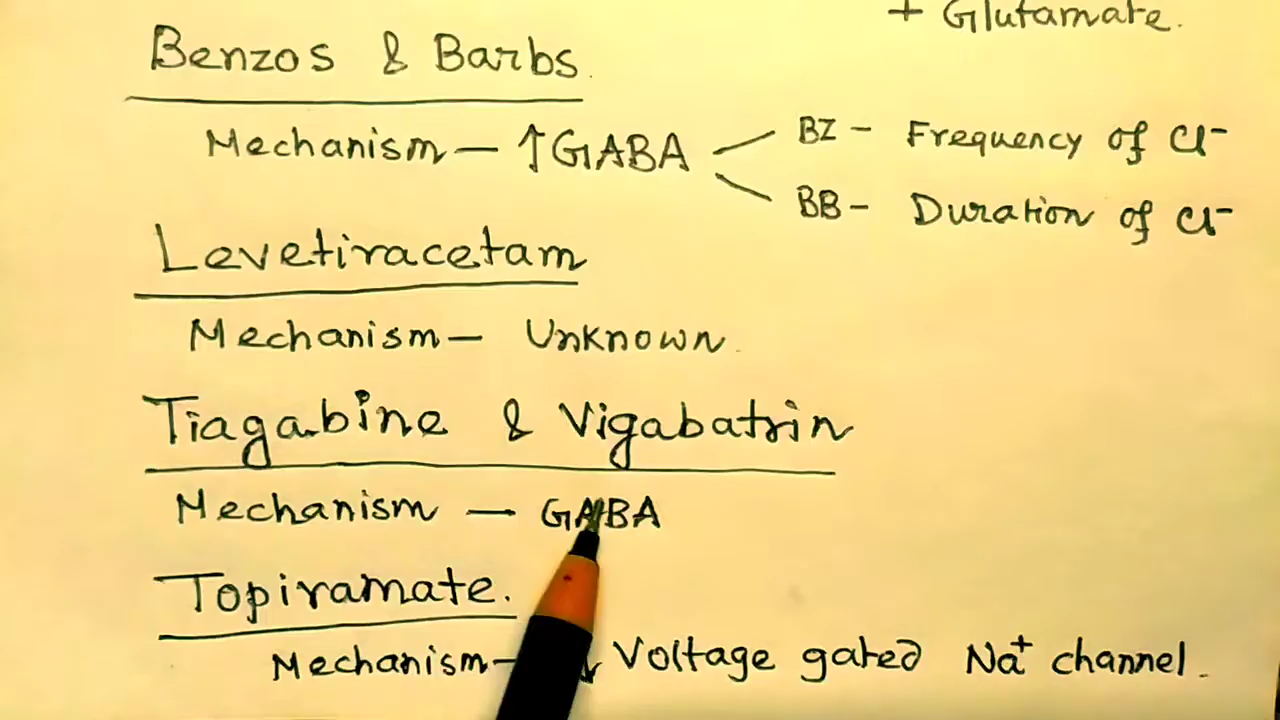 + Glutamate.
Benzos & Barbs.
Mechanism — ↑GABA
BZ - Frequency of Cl⁻
BB - Duration of Cl⁻
Levetiracetam
Mechanism — Unknown.
Tiagabine & Vigabatrin
Mechanism — GABA
Topiramate.
Mechanism - ↓ Voltage gated Na⁺ channel.